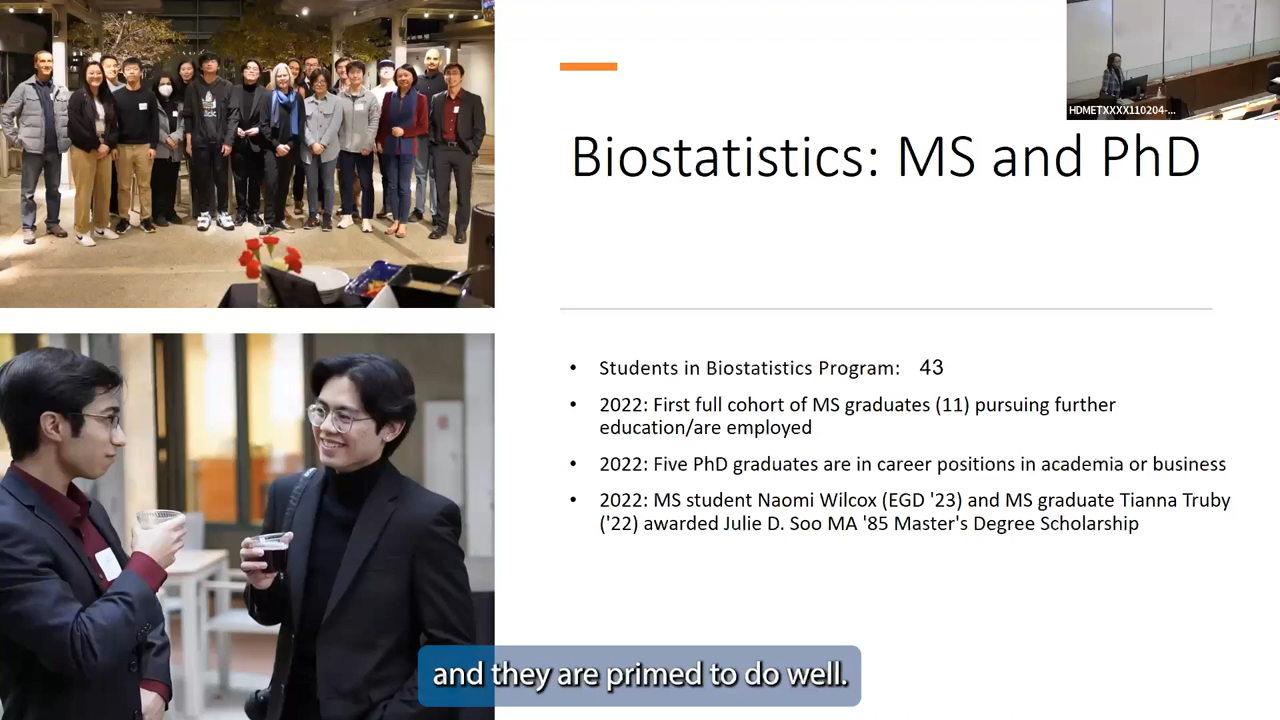 HDMETXXXX110204-...
Biostatistics: MS and PhD
• Students in Biostatistics Program: 43
• 2022: First full cohort of MS graduates (11) pursuing further
education/are employed
• 2022: Five PhD graduates are in career positions in academia or business
• 2022: MS student Naomi Wilcox (EGD '23) and MS graduate Tianna Truby
('22) awarded Julie D. Soo MA '85 Master's Degree Scholarship
and they are primed to do well.